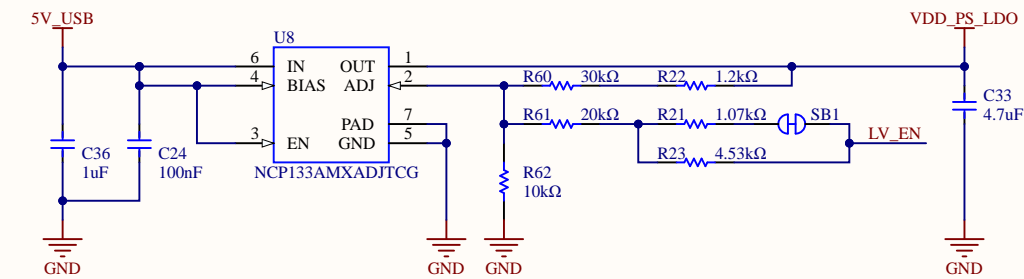 5V_USB
VDD_PS_LDO
U8
6 IN OUT 1
4 BIAS ADJ 2
R60 30kΩ R22 1.2kΩ
C33
4.7uF
7 PAD
R61 20kΩ R21 1.07kΩ SB1
3 EN GND 5
LV_EN
C36
1uF
C24
100nF
R23 4.53kΩ
NCP133AMXADJTCG
R62
10kΩ
GND
GND
GND
GND